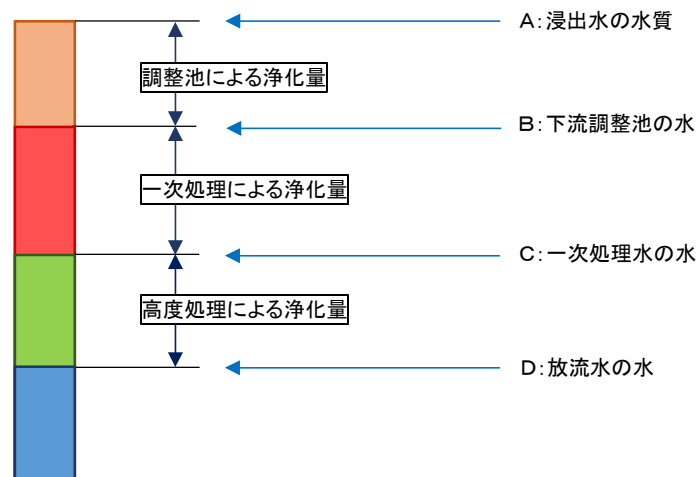 A：浸出水の水質
調整池による浄化量
B：下流調整池の水
一次処理による浄化量
C：一次処理水の水
高度処理による浄化量
D：放流水の水